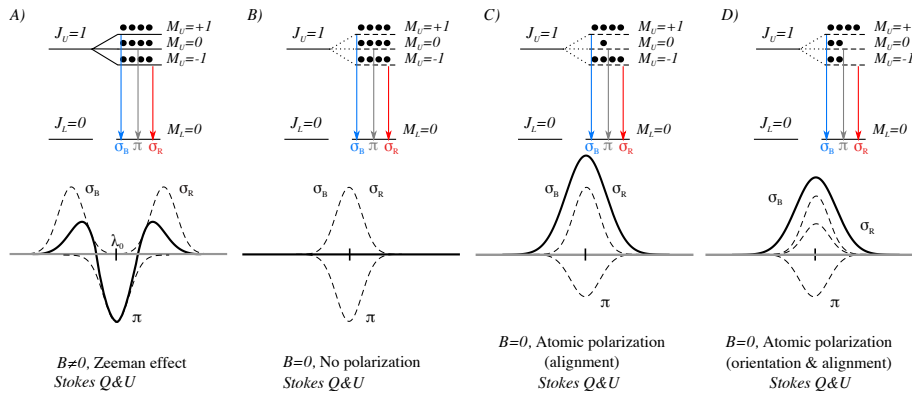 A)
J_U=1
M_U=+1
M_U=0
M_U=-1
J_L=0
M_L=0
σ_B π σ_R
σ_B
σ_R
λ_0
π
B≠0, Zeeman effect
Stokes Q&U
B)
J_U=1
M_U=+1
M_U=0
M_U=-1
J_L=0
M_L=0
σ_B π σ_R
σ_B
σ_R
π
B=0, No polarization
Stokes Q&U
C)
J_U=1
M_U=+1
M_U=0
M_U=-1
J_L=0
M_L=0
σ_B π σ_R
σ_B
σ_R
π
B=0, Atomic polarization
(alignment)
Stokes Q&U
D)
J_U=1
M_U=+
M_U=0
M_U=-1
J_L=0
M_L=0
σ_B π σ_R
σ_B
σ_R
π
B=0, Atomic polarization
(orientation & alignment)
Stokes Q&U